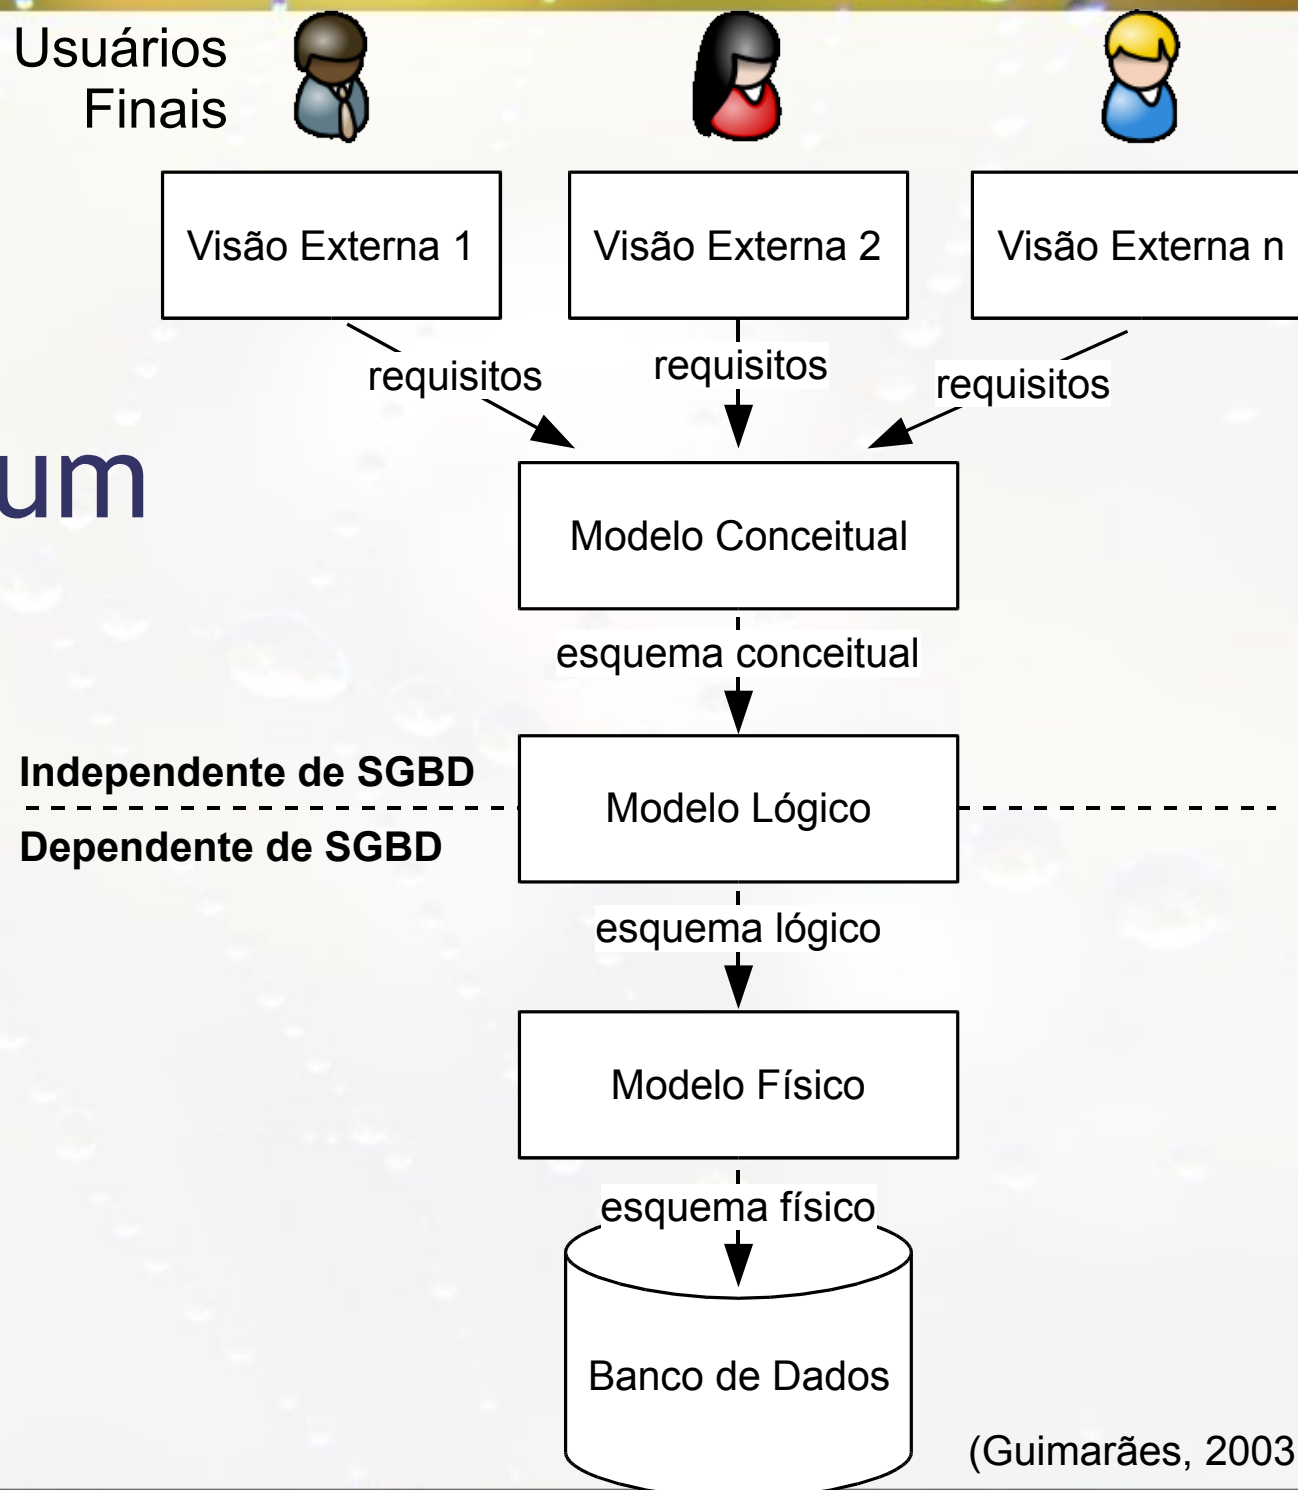 Usuários
Finais
Visão Externa 1
Visão Externa 2
Visão Externa n
requisitos
requisitos
requisitos
um
Modelo Conceitual
esquema conceitual
Independente de SGBD
Modelo Lógico
Dependente de SGBD
esquema lógico
Modelo Físico
esquema físico
Banco de Dados
(Guimarães, 2003